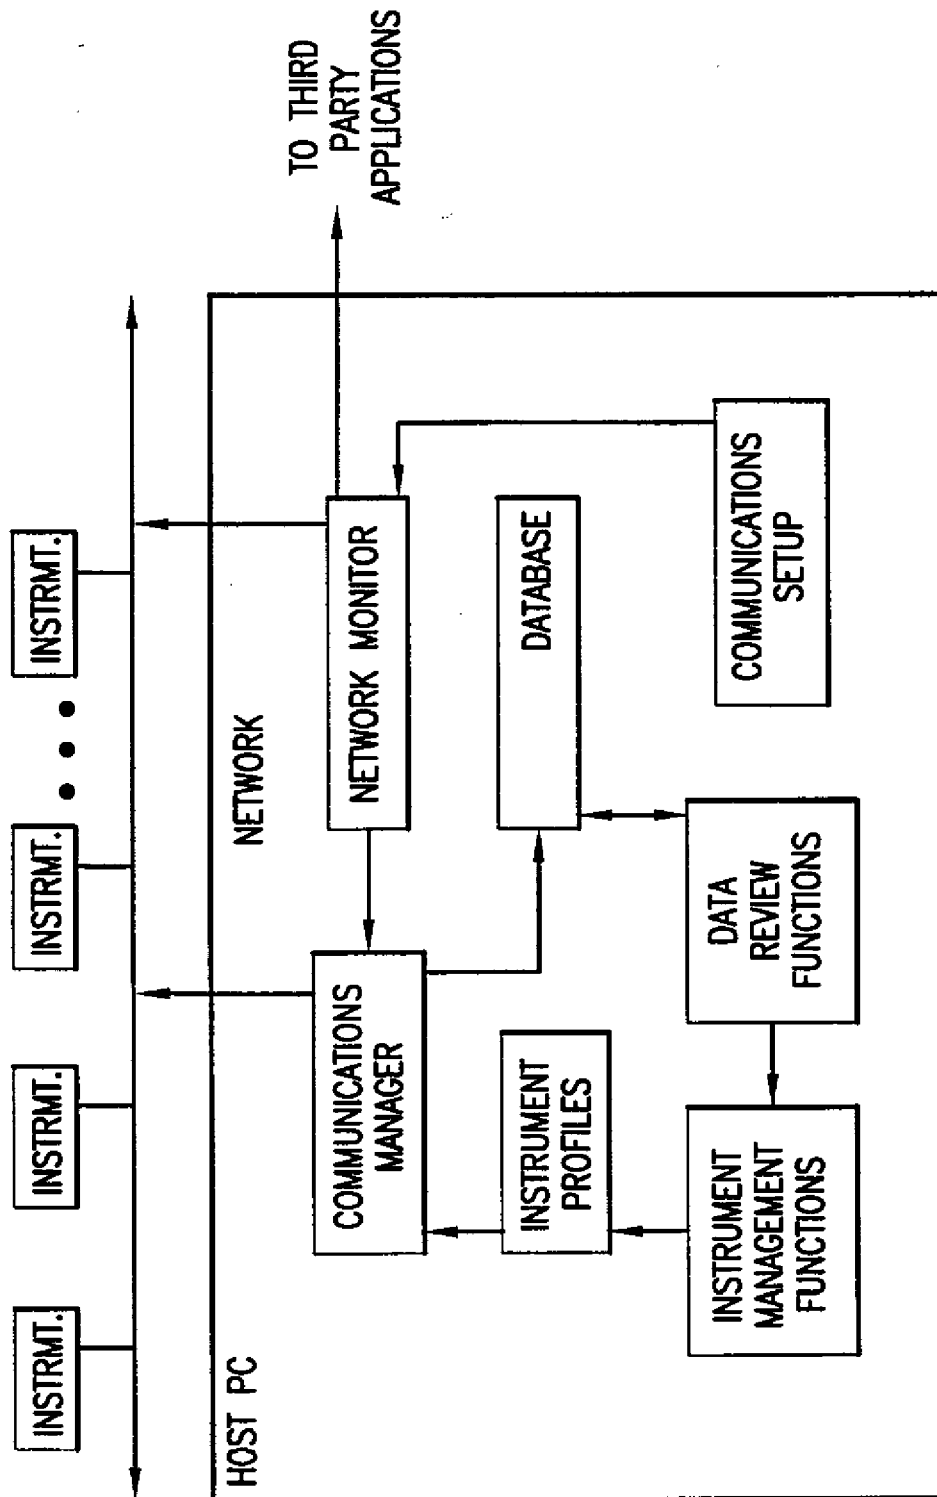 INSTRMT.
INSTRMT.
INSTRMT.
INSTRMT.
HOST PC
NETWORK
TO THIRD
PARTY
APPLICATIONS
COMMUNICATIONS
MANAGER
NETWORK MONITOR
INSTRUMENT
PROFILES
DATABASE
INSTRUMENT
MANAGEMENT
FUNCTIONS
DATA
REVIEW
FUNCTIONS
COMMUNICATIONS
SETUP